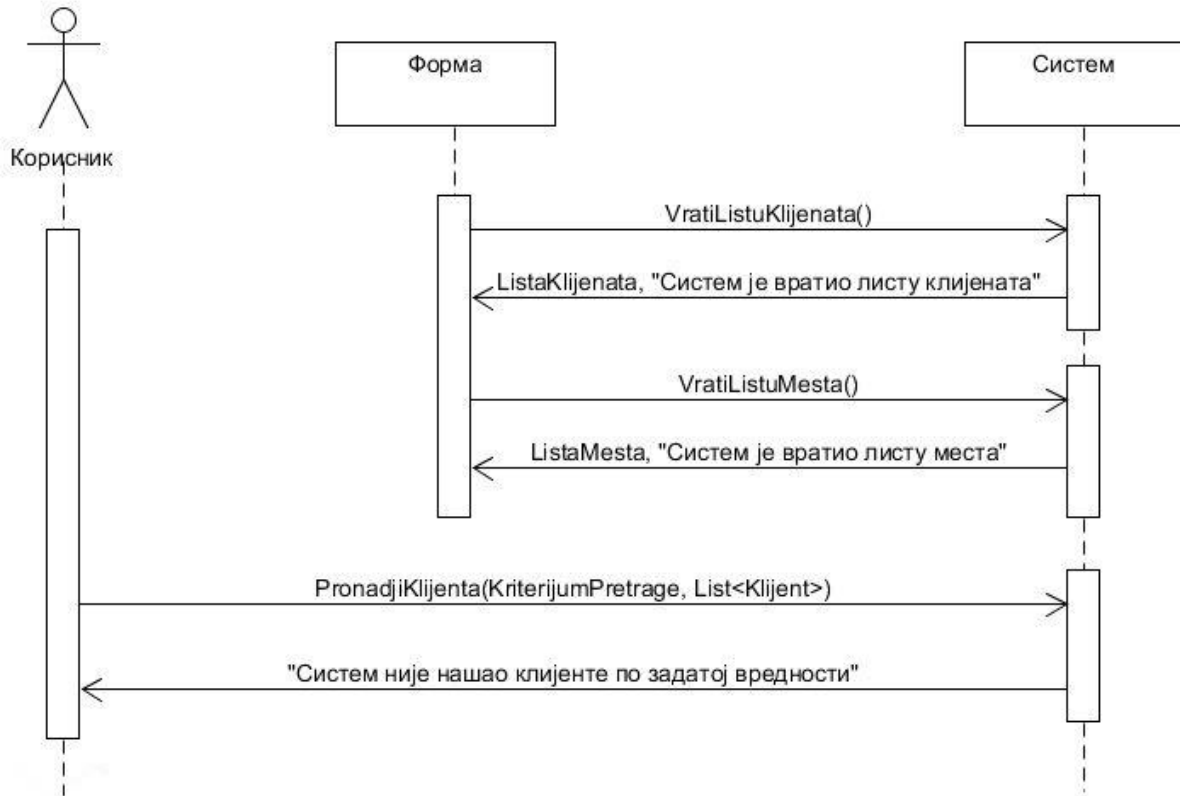 Форма
Систем
Корисник
VratiListuKlijenata()
ListaKlijenata, "Систем је вратио листу клијената"
VratiListuMesta()
ListaMesta, "Систем је вратио листу места"
PronadjiKlijenta(KriterijumPretrage, List<Klijent>)
"Систем није нашао клијенте по задатој вредности"